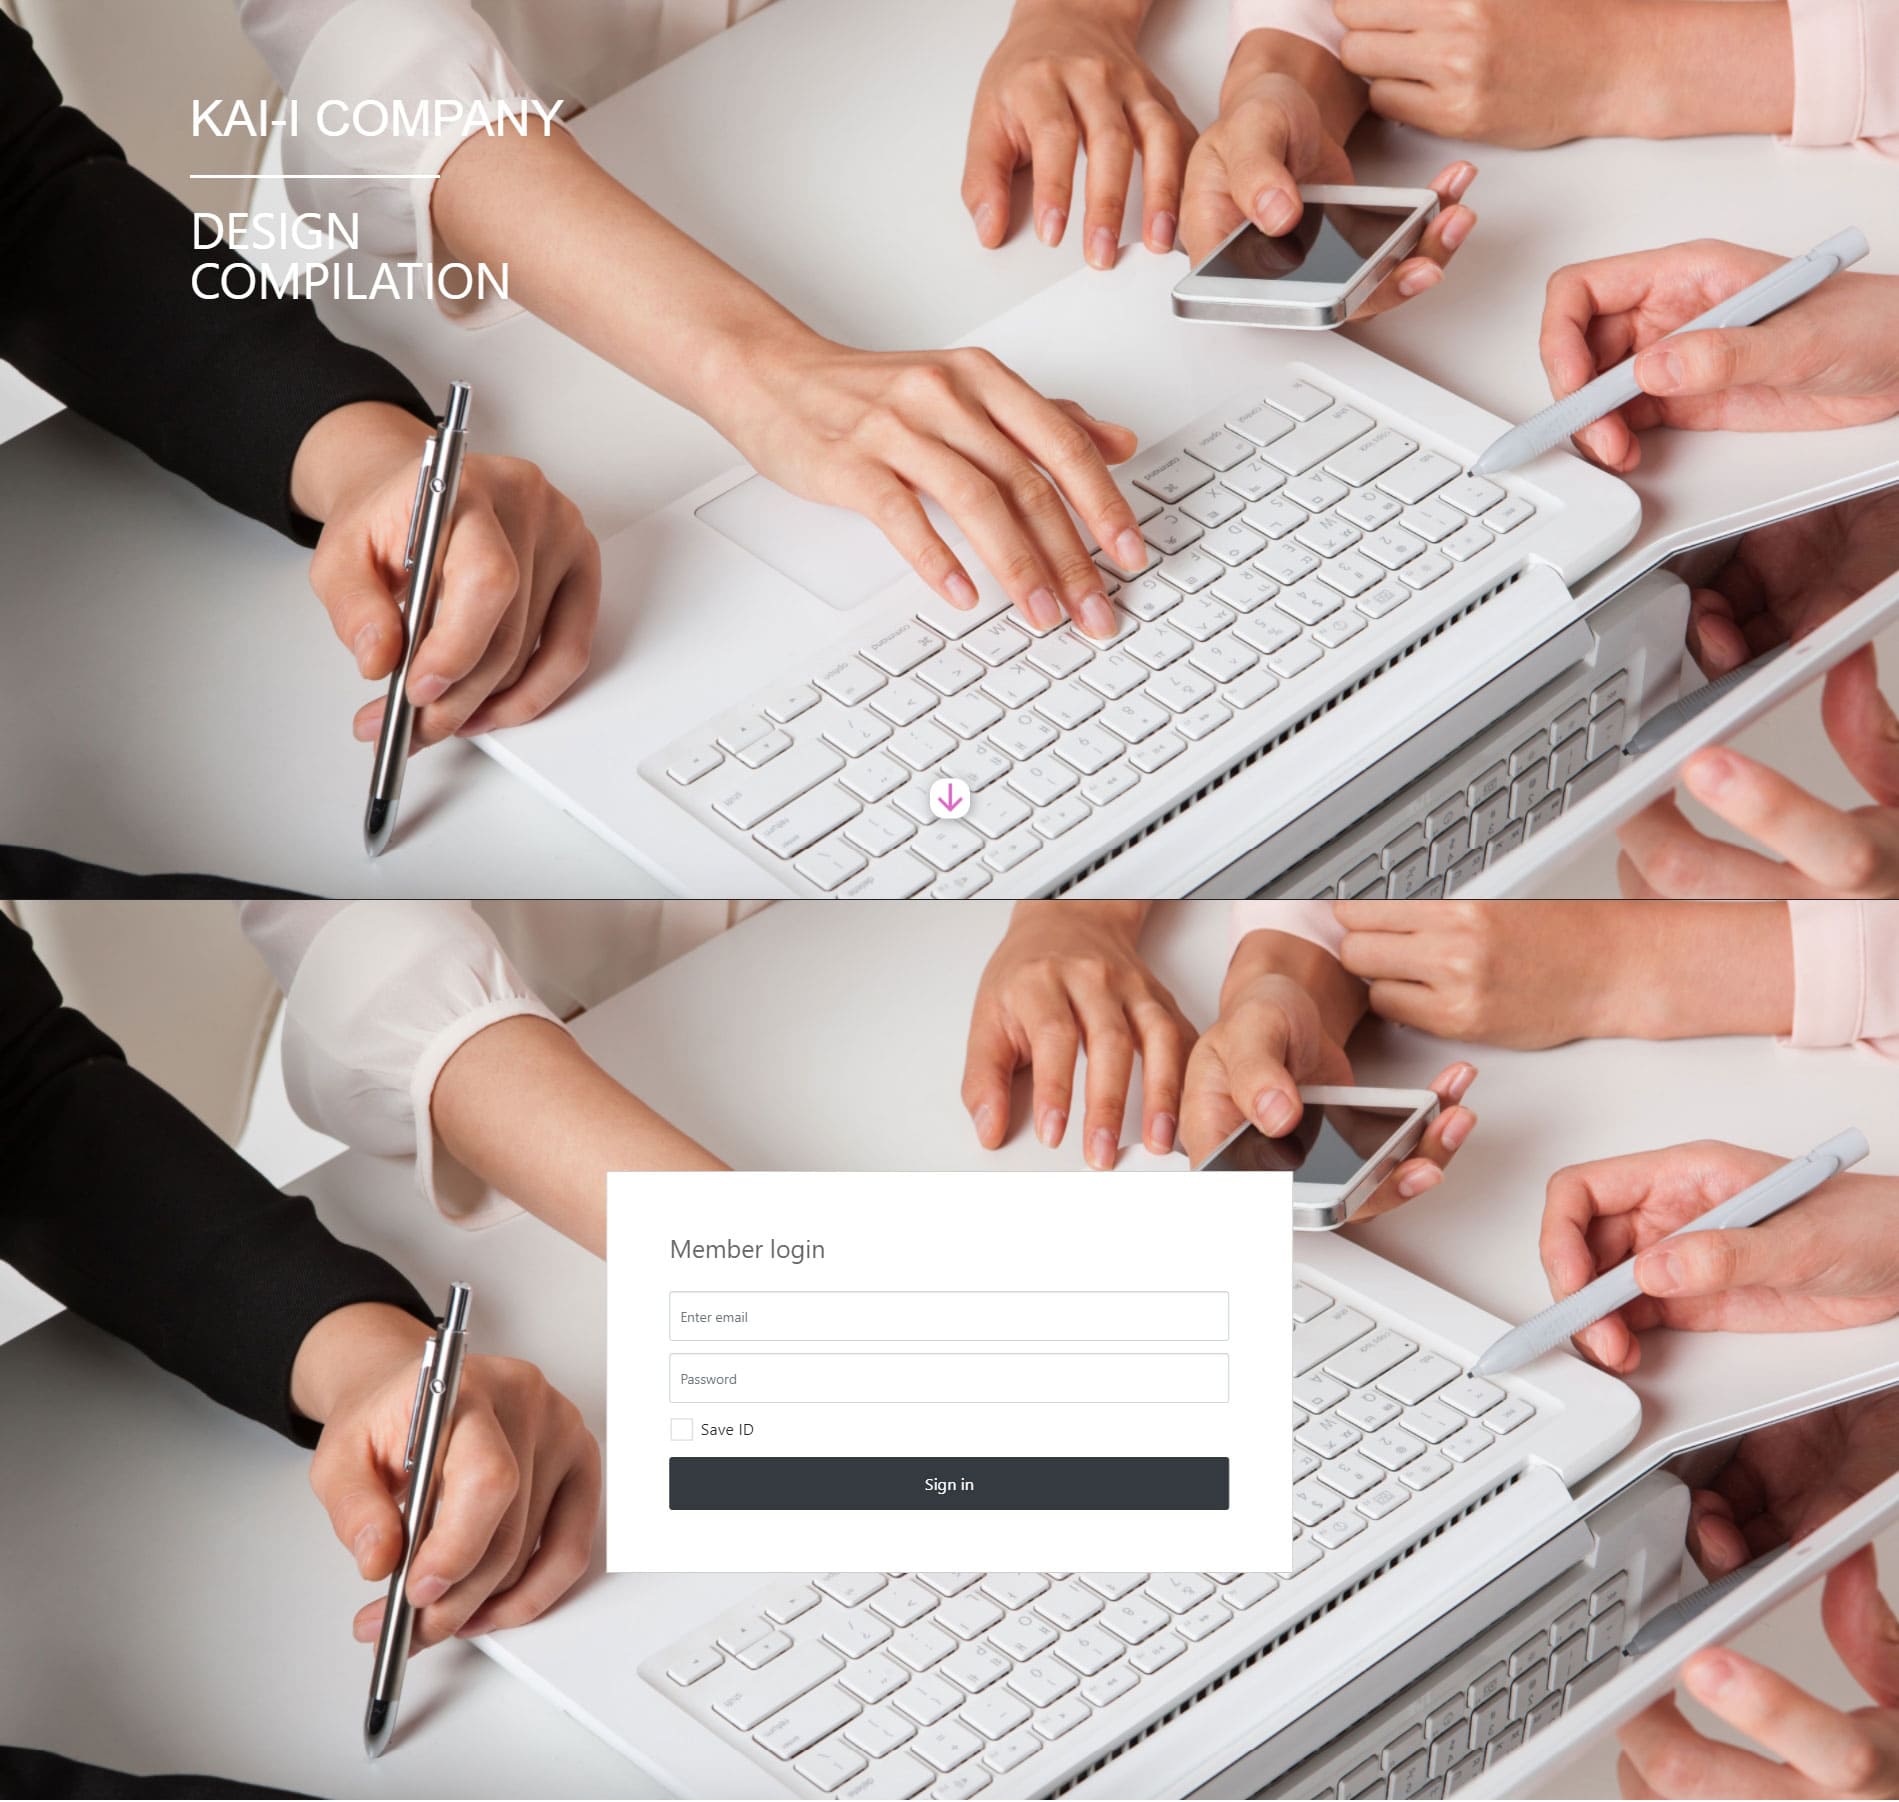 KAI-I COMPANY
DESIGN
COMPILATION
Member login
Enter email
Password
Save ID
Sign in